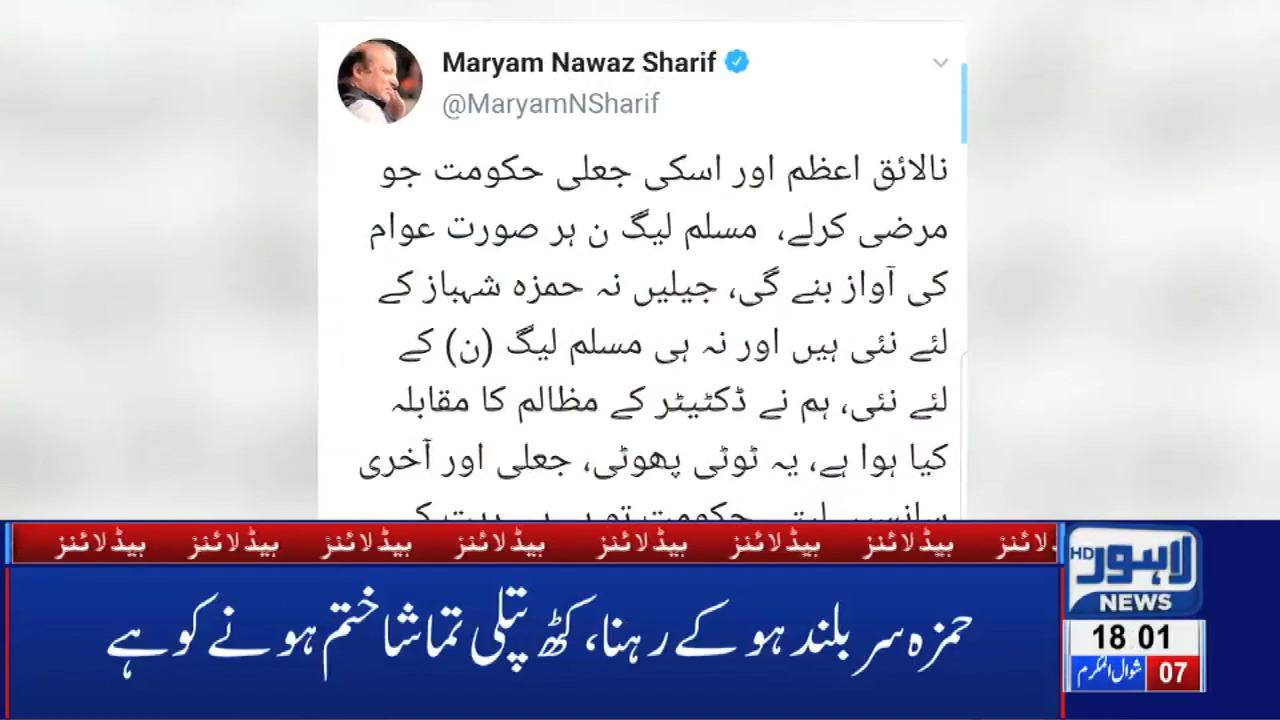 Maryam Nawaz Sharif
@MaryamNSharif
نالائق اعظم اور اسکی جعلی حکومت جو
مرضی کرلے، مسلم لیگ ن ہر صورت عوام
کی آواز بنے گی، جیلیں نہ حمزہ شہباز کے
لئے نئی ہیں اور نہ ہی مسلم لیگ (ن) کے
لئے نئی، ہم نے ڈکٹیٹر کے مظالم کا مقابلہ
کیا ہوا ہے، یہ ٹوٹی پھوٹی، جعلی اور آخری
ہیڈلائنز ہیڈلائنز ہیڈلائنز ہیڈلائنز ہیڈلائنز ہیڈلائنز ہیڈلائنز
حمزہ سر بلند ہو کے رہنا، کٹھ پتلی تماشا ختم ہونے کو ہے
لاہور HD
NEWS
18 01
07 شوال المکرم